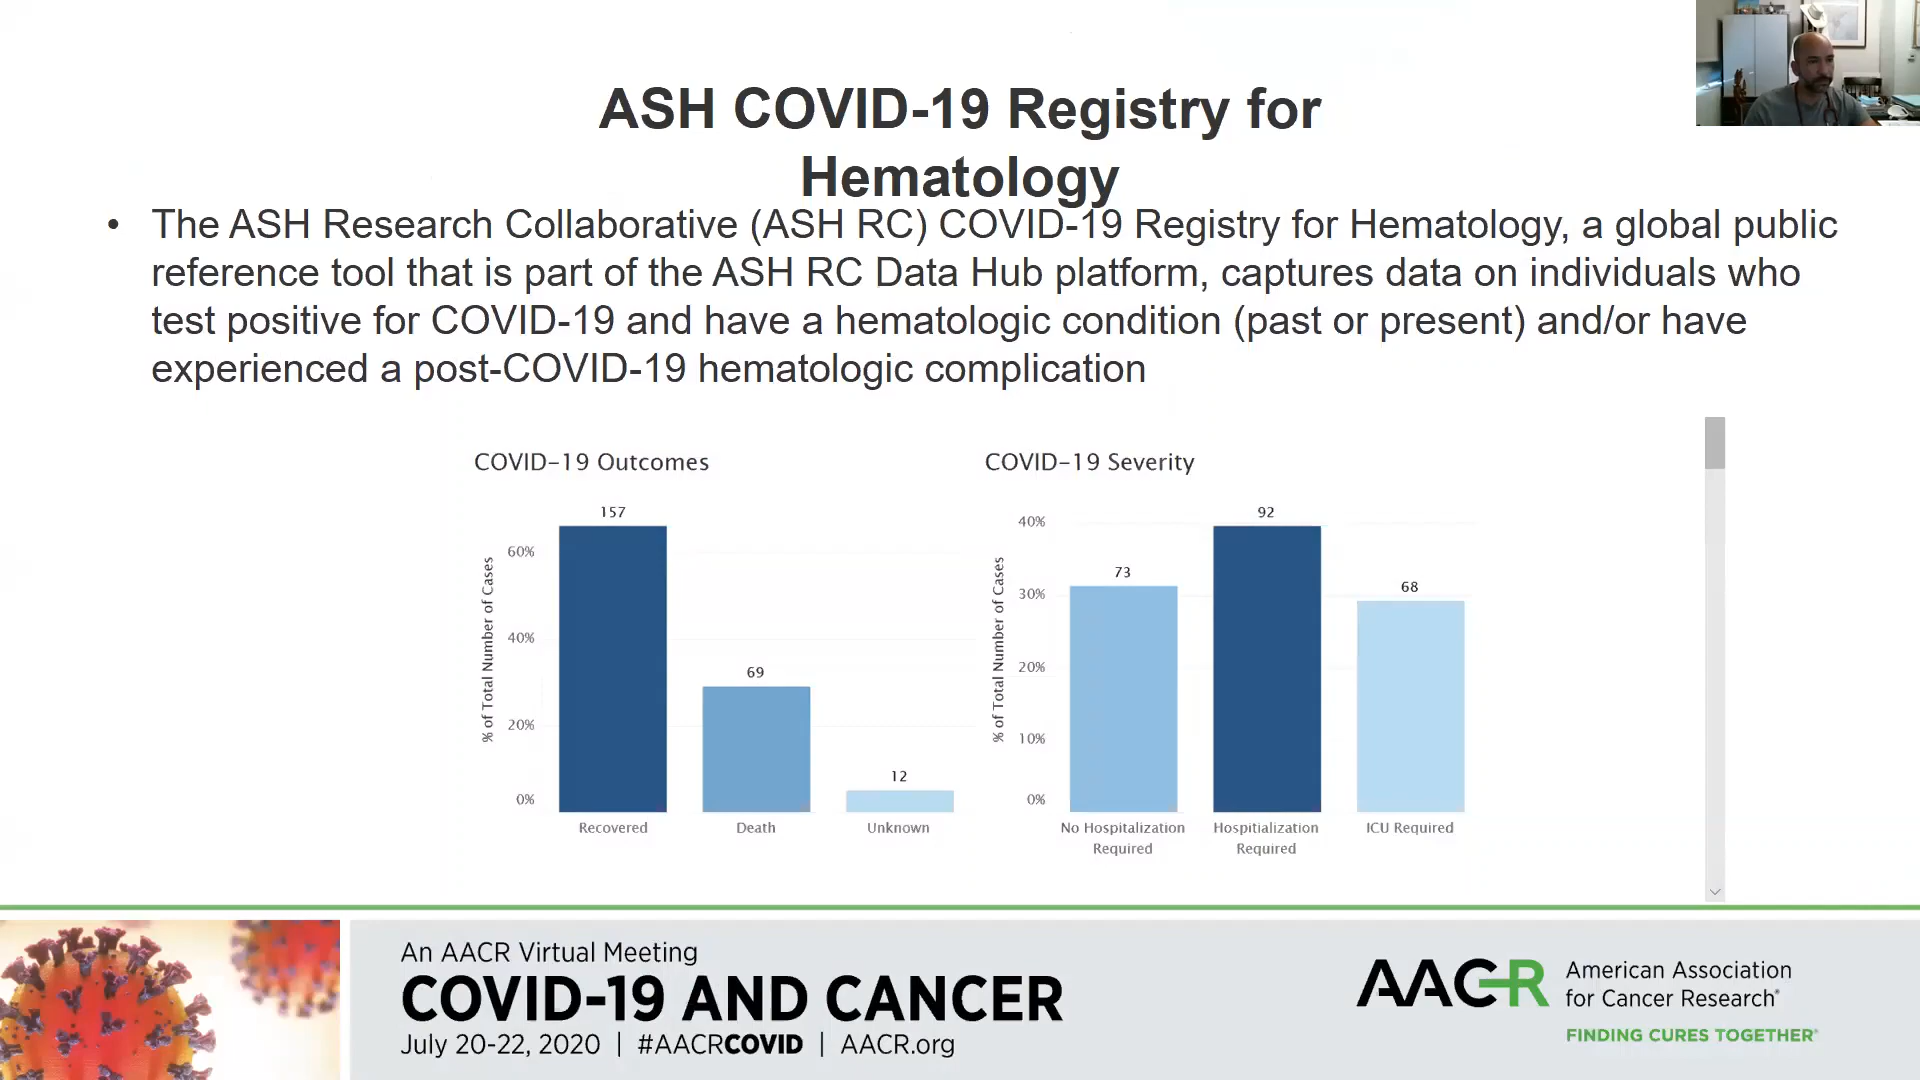 ASH COVID-19 Registry for
Hematology
• The ASH Research Collaborative (ASH RC) COVID-19 Registry for Hematology, a global public
reference tool that is part of the ASH RC Data Hub platform, captures data on individuals who
test positive for COVID-19 and have a hematologic condition (past or present) and/or have
experienced a post-COVID-19 hematologic complication
COVID-19 Outcomes
% of Total Number of Cases
60%
40%
20%
0%
157
69
12
Recovered
Death
Unknown
COVID-19 Severity
% of Total Number of Cases
40%
30%
20%
10%
0%
73
92
68
No Hospitalization
Required
Hospitialization
Required
ICU Required
An AACR Virtual Meeting
COVID-19 AND CANCER
July 20-22, 2020 | #AACRCOVID | AACR.org
AACR
American Association
for Cancer Research®
FINDING CURES TOGETHER®